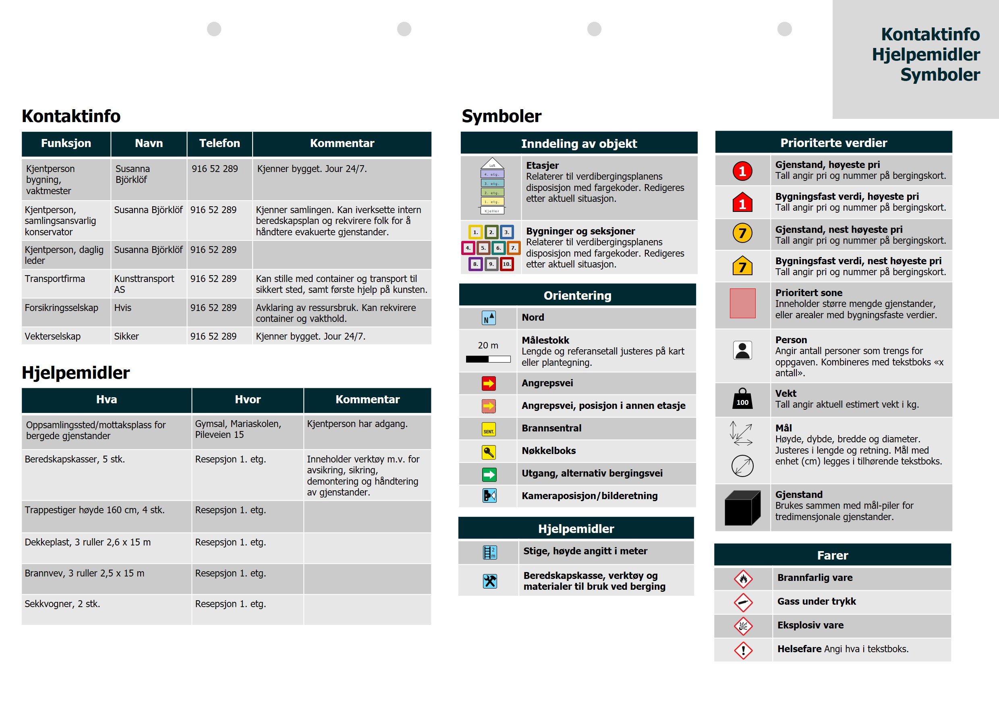 Kontaktinfo
Hjelpemidler
Symboler
Kontaktinfo
Funksjon Navn Telefon Kommentar
Kjentperson Susanna 916 52 289 Kjenner bygget. Jour 24/7.
bygning, Björklöf
vaktmester
Kjentperson, Susanna Björklöf 916 52 289 Kjenner samlingen. Kan iverksette intern
samlingsansvarlig beredskapsplan og rekvirere folk for å
konservator håndtere evakuerte gjenstander.
Kjentperson, daglig Susanna Björklöf 916 52 289
leder
Transportfirma Kunsttransport 916 52 289 Kan stille med container og transport til
AS sikkert sted, samt første hjelp på kunsten.
Forsikringsselskap Hvis 916 52 289 Avklaring av ressursbruk. Kan rekvirere
container og vakthold.
Vekterselskap Sikker 916 52 289 Kjenner bygget. Jour 24/7.
Hjelpemidler
Hva Hvor Kommentar
Oppsamlingssted/mottaksplass for Gymsal, Mariaskolen, Kjentperson har adgang.
bergede gjenstander Pileveien 15
Beredskapskasser, 5 stk. Resepsjon 1. etg. Inneholder verktøy m.v. for
avsikring, sikring,
demontering og håndtering
av gjenstander.
Trappestiger høyde 160 cm, 4 stk. Resepsjon 1. etg.
Dekkeplast, 3 ruller 2,6 x 15 m Resepsjon 1. etg.
Brannvev, 3 ruller 2,5 x 15 m Resepsjon 1. etg.
Sekkvogner, 2 stk. Resepsjon 1. etg.
Symboler
Inndeling av objekt
Loft
4. etg.
3. etg.
2. etg.
1. etg.
Kjeller
Etasjer
Relaterer til verdibergingsplanens
disposisjon med fargekoder. Redigeres
etter aktuell situasjon.
1. 2. 3.
4. 5. 6. 7.
8. 9. 10.
Bygninger og seksjoner
Relaterer til verdibergingsplanens
disposisjon med fargekoder. Redigeres
etter aktuell situasjon.
Orientering
N Nord
20 m
Målestokk
Lengde og referansetall justeres på kart
eller plantegning.
Angrepsvei
Angrepsvei, posisjon i annen etasje
SENT. Brannsentral
Nøkkelboks
Utgang, alternativ bergingsvei
Kameraposisjon/bilderetning
Hjelpemidler
2
m
Stige, høyde angitt i meter
Beredskapskasse, verktøy og
materialer til bruk ved berging
Prioriterte verdier
1
Gjenstand, høyeste pri
Tall angir pri og nummer på bergingskort.
1
Bygningsfast verdi, høyeste pri
Tall angir pri og nummer på bergingskort.
7
Gjenstand, nest høyeste pri
Tall angir pri og nummer på bergingskort.
7
Bygningsfast verdi, nest høyeste pri
Tall angir pri og nummer på bergingskort.
Prioritert sone
Inneholder større mengde gjenstander,
eller arealer med bygningsfaste verdier.
Person
Angir antall personer som trengs for
oppgaven. Kombineres med tekstboks «x
antall».
100
Vekt
Tall angir aktuell estimert vekt i kg.
Mål
Høyde, dybde, bredde og diameter.
Justeres i lengde og retning. Mål med
enhet (cm) legges i tilhørende tekstboks.
Gjenstand
Brukes sammen med mål-piler for
tredimensjonale gjenstander.
Farer
Brannfarlig vare
Gass under trykk
Eksplosiv vare
Helsefare Angi hva i tekstboks.